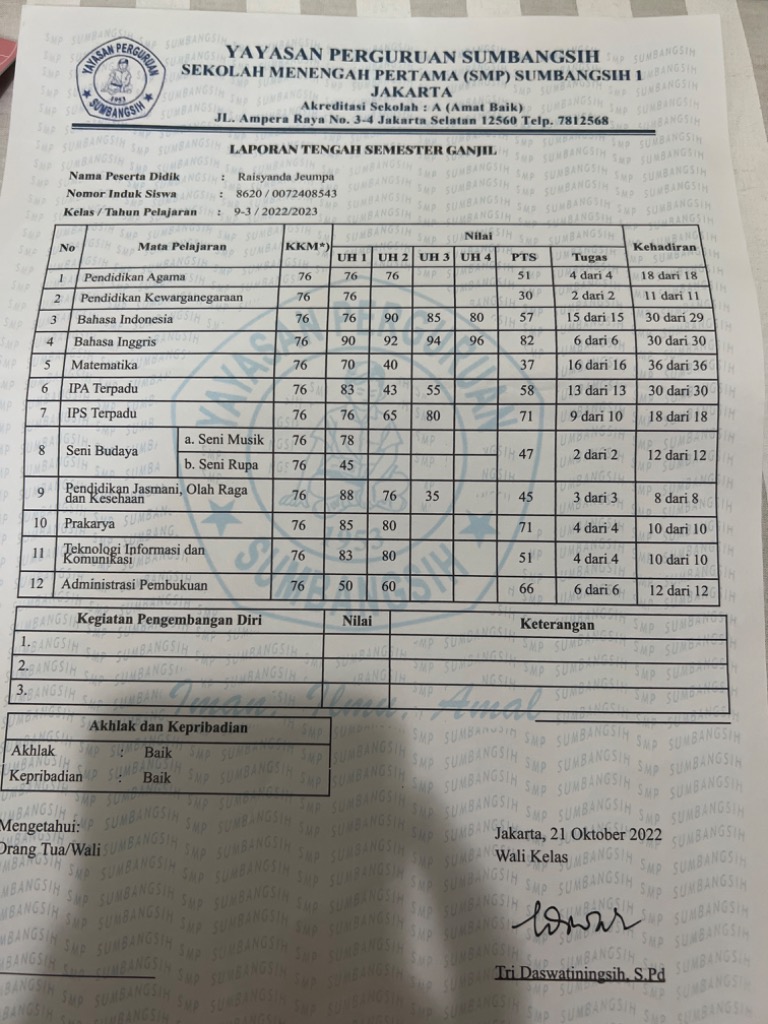 YAYASAN PERGURUAN SUMBANGSIH
SEKOLAH MENENGAH PERTAMA (SMP) SUMBANGSIH 1
JAKARTA
Akreditasi Sekolah : A (Amat Baik)
JL. Ampera Raya No. 3-4 Jakarta Selatan 12560 Telp. 7812568
YAYASAN PERGURUAN
1953
SUMBANGSIH
LAPORAN TENGAH SEMESTER GANJIL
Nama Peserta Didik : Raisyanda Jeumpa
Nomor Induk Siswa : 8620 / 0072408543
Kelas / Tahun Pelajaran : 9-3 / 2022/2023
No Mata Pelajaran KKM*) Nilai Kehadiran
UH 1 UH 2 UH 3 UH 4 PTS Tugas
1 Pendidikan Agama 76 76 76 51 4 dari 4 18 dari 18
2 Pendidikan Kewarganegaraan 76 76 30 2 dari 2 11 dari 11
3 Bahasa Indonesia 76 76 90 85 80 57 15 dari 15 30 dari 29
4 Bahasa Inggris 76 90 92 94 96 82 6 dari 6 30 dari 30
5 Matematika 76 70 40 37 16 dari 16 36 dari 36
6 IPA Terpadu 76 83 43 55 58 13 dari 13 30 dari 30
7 IPS Terpadu 76 76 65 80 71 9 dari 10 18 dari 18
8 Seni Budaya a. Seni Musik 76 78 47 2 dari 2 12 dari 12
b. Seni Rupa 76 45
9 Pendidikan Jasmani, Olah Raga
dan Kesehaan 76 88 76 35 45 3 dari 3 8 dari 8
10 Prakarya 76 85 80 71 4 dari 4 10 dari 10
11 Teknologi Informasi dan
Komunikasi 76 83 80 51 4 dari 4 10 dari 10
12 Administrasi Pembukuan 76 50 60 66 6 dari 6 12 dari 12
YAYASAN PERGURUAN
1953
SUMBANGSIH
Kegiatan Pengembangan Diri Nilai Keterangan
1.
2.
3.
Iman, Ilmu, Amal
Akhlak dan Kepribadian
Akhlak : Baik
Kepribadian : Baik
Mengetahui:
Orang Tua/Wali
Jakarta, 21 Oktober 2022
Wali Kelas
Tri Daswatiningsih, S.Pd
SMP SUMBANGSIH